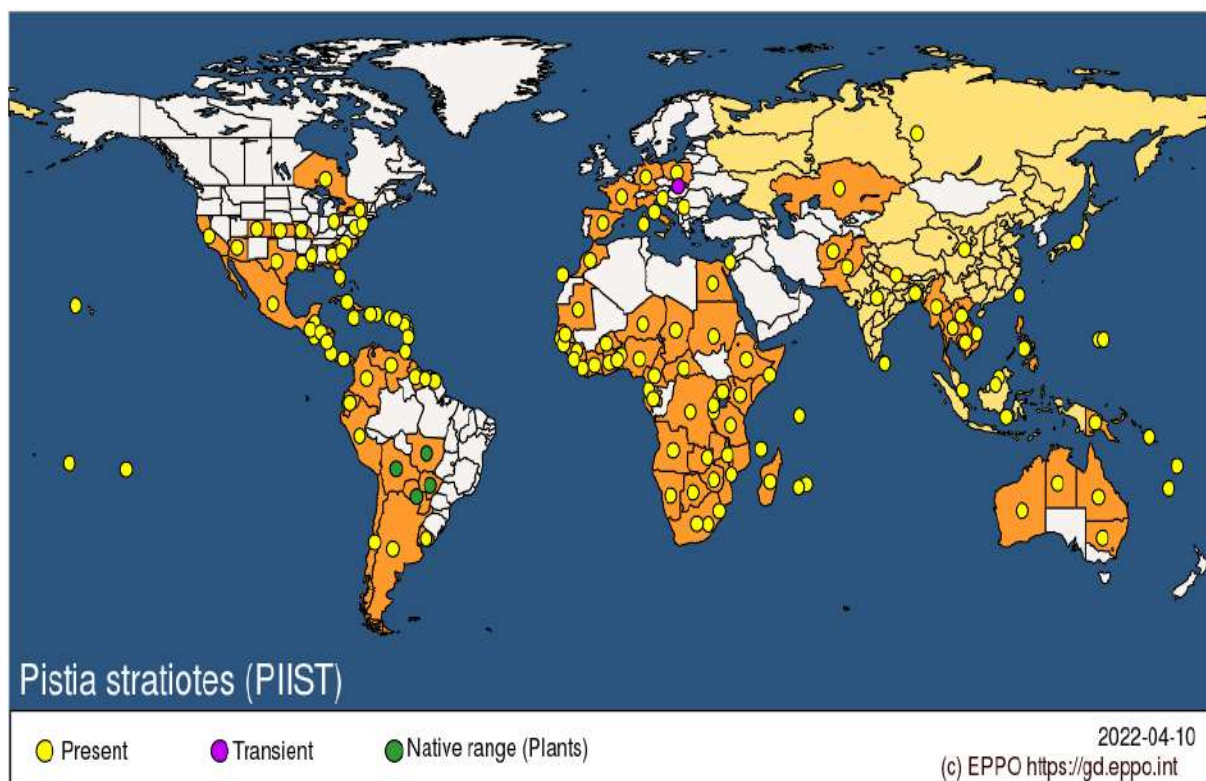 Pistia stratiotes (PIIST)
Present
Transient
Native range (Plants)
2022-04-10
(c) EPPO https://gd.eppo.int